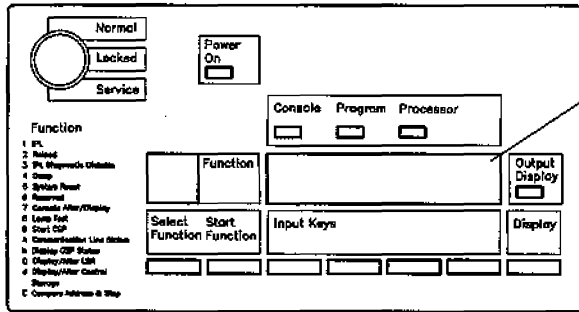 Normal
Locked
Service
Power
On
Console Program Processor
Function
1 IPL
2 Reload
3 IPL Diagnostic Diskette
4 Dump
5 System Reset
6 Reserved
7 Console Alter/Display
8 Lamp Test
9 Start CSP
A Communication Line Status
b Display CSP Status
C Display/Alter LSR
d Display/Alter Control
Storage
E Compare Address & Stop
Function
Output
Display
Select
Function
Start
Function
Input Keys
Display